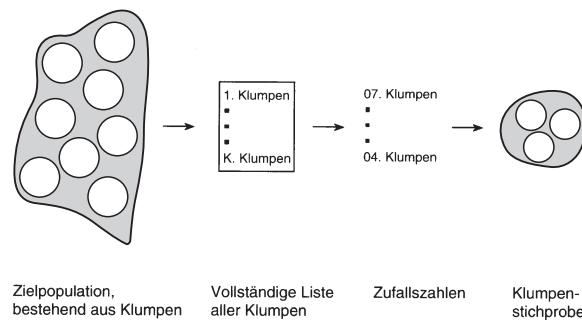 1. Klumpen
K. Klumpen
07. Klumpen
04. Klumpen
Zielpopulation,
bestehend aus Klumpen
Vollständige Liste
aller Klumpen
Zufallszahlen
Klumpen-
stichprobe